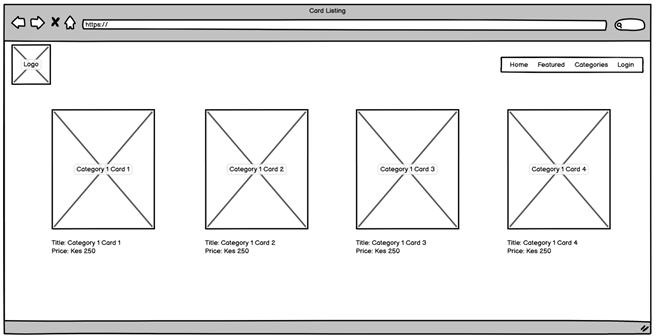 Card Listing
https://
Logo
Home Featured Categories Login
Category 1 Card 1
Category 1 Card 2
Category 1 Card 3
Category 1 Card 4
Title: Category 1 Card 1
Price: Kes 250
Title: Category 1 Card 2
Price: Kes 250
Title: Category 1 Card 3
Price: Kes 250
Title: Category 1 Card 4
Price: Kes 250